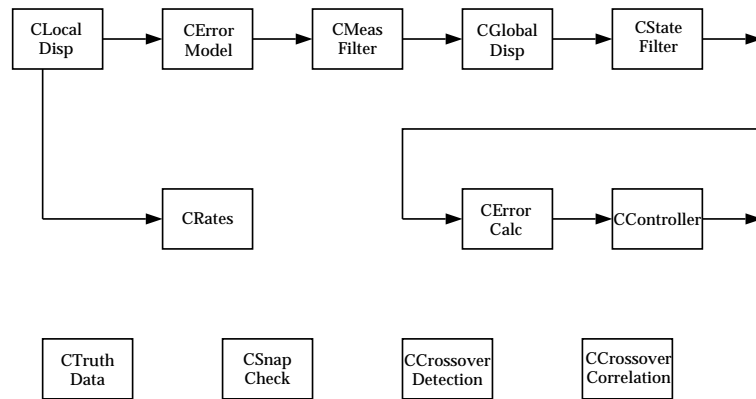 CLocal
Disp
CError
Model
CMeas
Filter
CGlobal
Disp
CState
Filter
CRates
CError
Calc
CController
CTruth
Data
CSnap
Check
CCrossover
Detection
CCrossover
Correlation